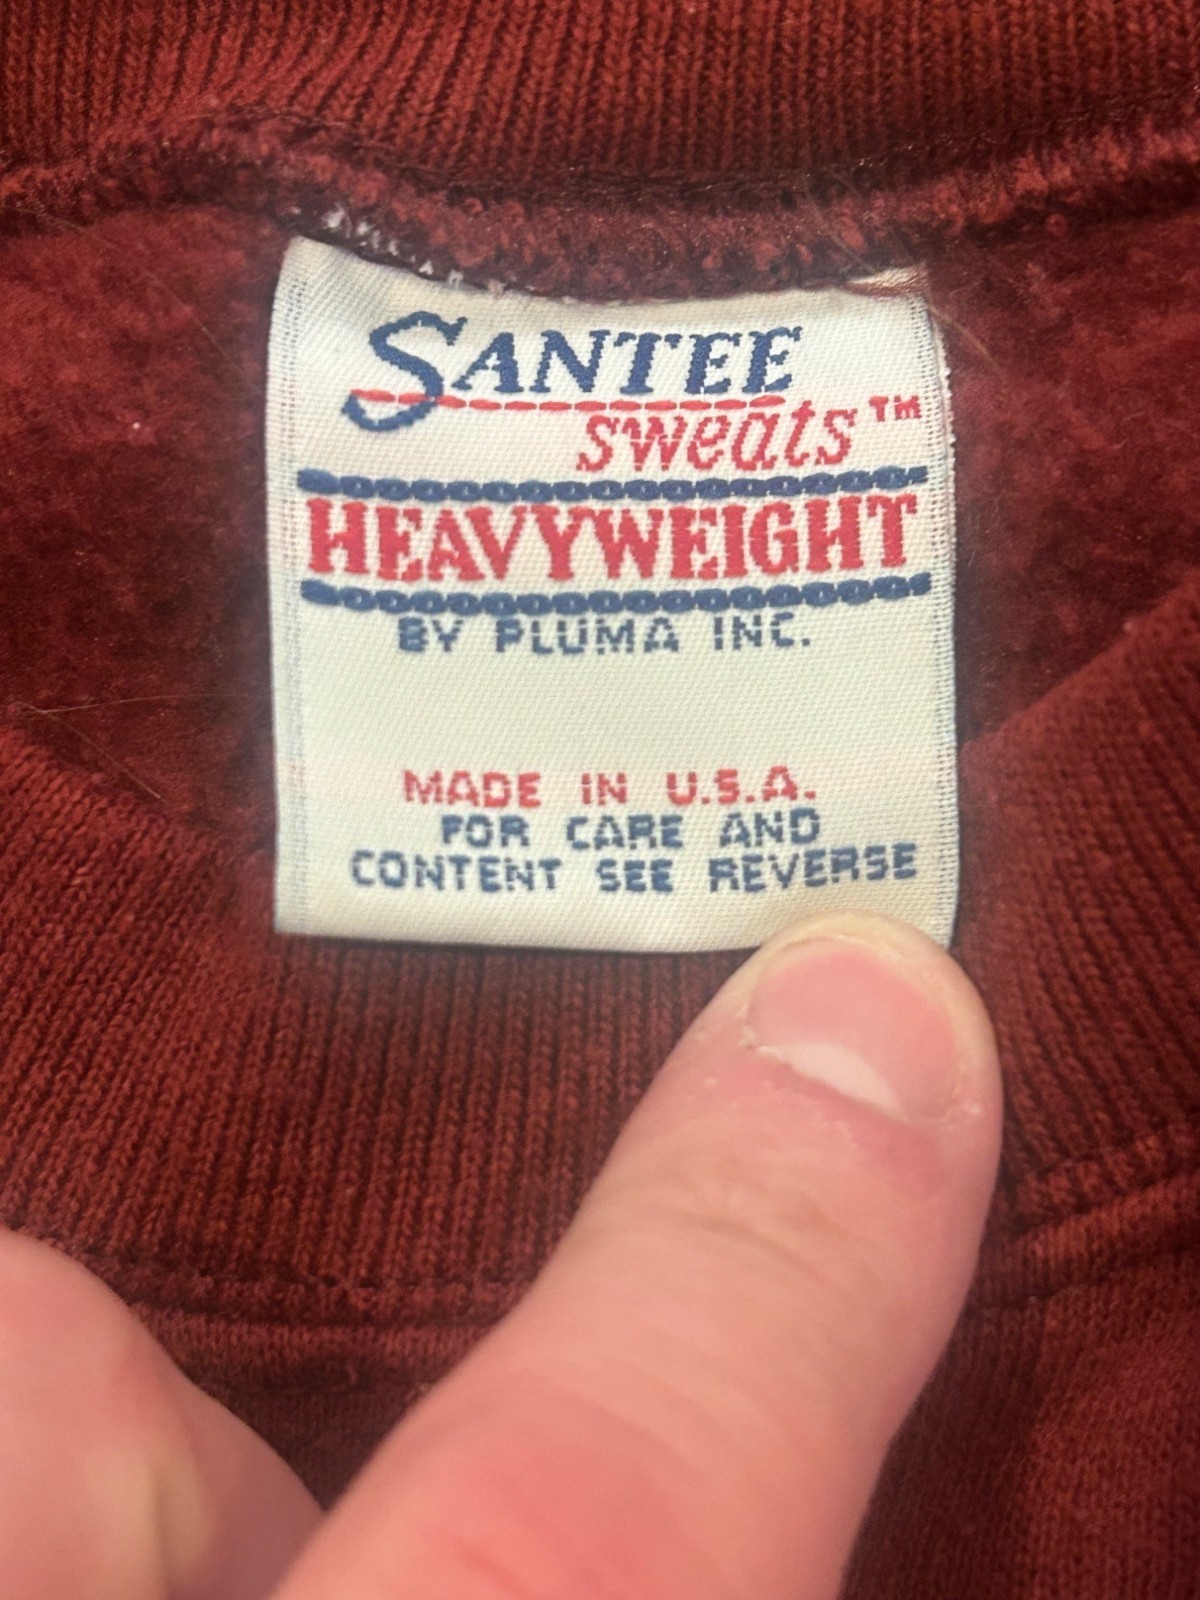 SANTEE
sweats™
HEAVYWEIGHT
BY PLUMA INC.
MADE IN U.S.A.
FOR CARE AND
CONTENT SEE REVERSE